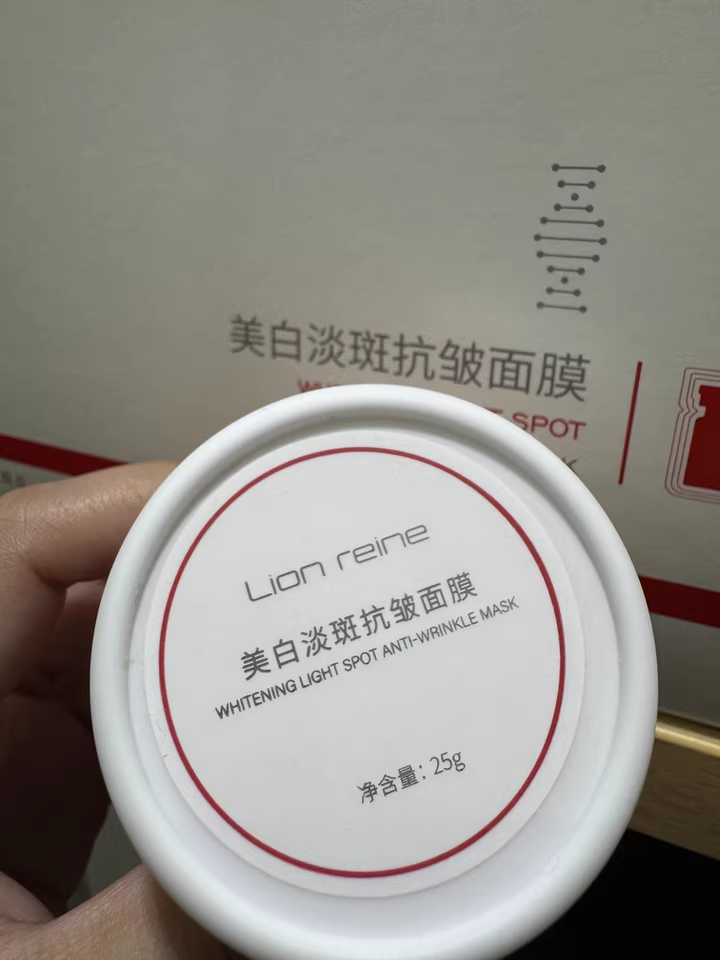 美白淡斑抗皱面膜
SPOT
K
Lion reine
美白淡斑抗皱面膜
WHITENING LIGHT SPOT ANTI-WRINKLE MASK
净含量：25g